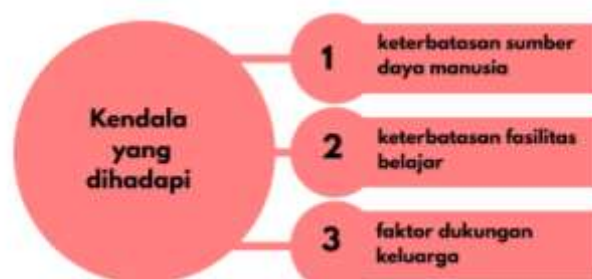 Kendala
yang
dihadapi
1
keterbatasan sumber
daya manusia
2
keterbatasan fasilitas
belajar
3
faktor dukungan
keluarga